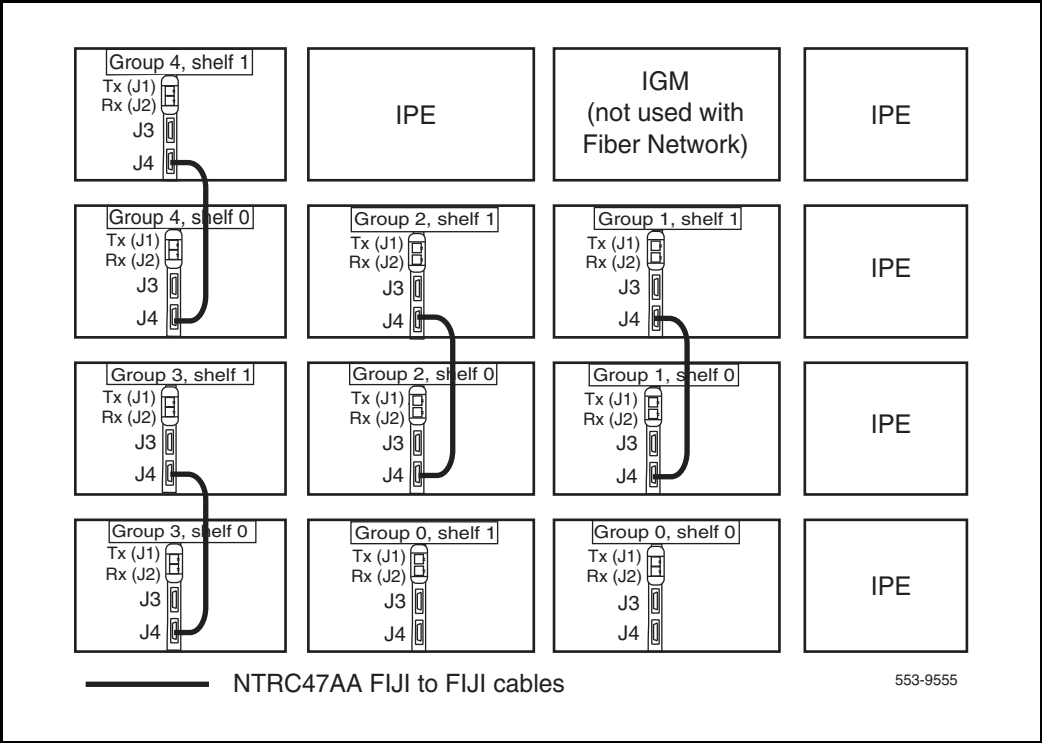 Group 4, shelf 1
Tx (J1)
Rx (J2)
J3
J4
IPE
IGM
(not used with
Fiber Network)
IPE
Group 4, shelf 0
Tx (J1)
Rx (J2)
J3
J4
Group 2, shelf 1
Tx (J1)
Rx (J2)
J3
J4
Group 1, shelf 1
Tx (J1)
Rx (J2)
J3
J4
IPE
Group 3, shelf 1
Tx (J1)
Rx (J2)
J3
J4
Group 2, shelf 0
Tx (J1)
Rx (J2)
J3
J4
Group 1, shelf 0
Tx (J1)
Rx (J2)
J3
J4
IPE
Group 3, shelf 0
Tx (J1)
Rx (J2)
J3
J4
Group 0, shelf 1
Tx (J1)
Rx (J2)
J3
J4
Group 0, shelf 0
Tx (J1)
Rx (J2)
J3
J4
IPE
NTRC47AA FIJI to FIJI cables
553-9555